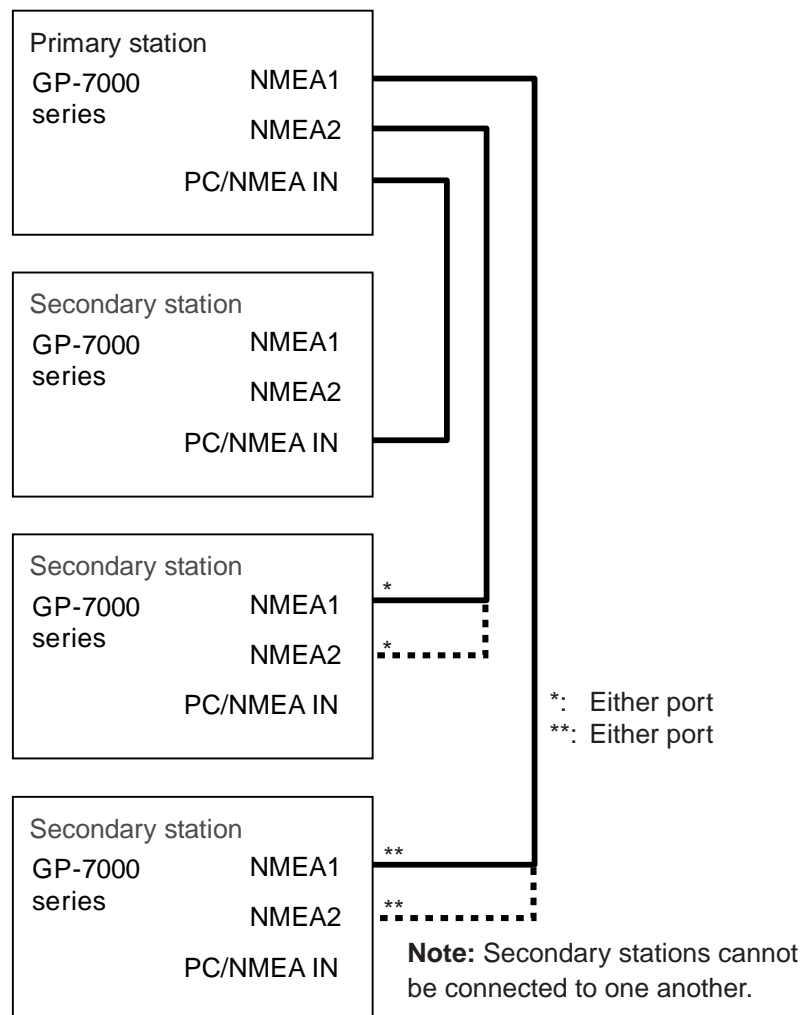 Primary station
GP-7000 NMEA1
series
NMEA2
PC/NMEA IN
Secondary station
GP-7000 NMEA1
series
NMEA2
PC/NMEA IN
Secondary station
*
GP-7000 NMEA1
series
*
NMEA2
PC/NMEA IN
*: Either port
**: Either port
Secondary station
**
GP-7000 NMEA1
series
**
NMEA2
PC/NMEA IN
Note: Secondary stations cannot
be connected to one another.